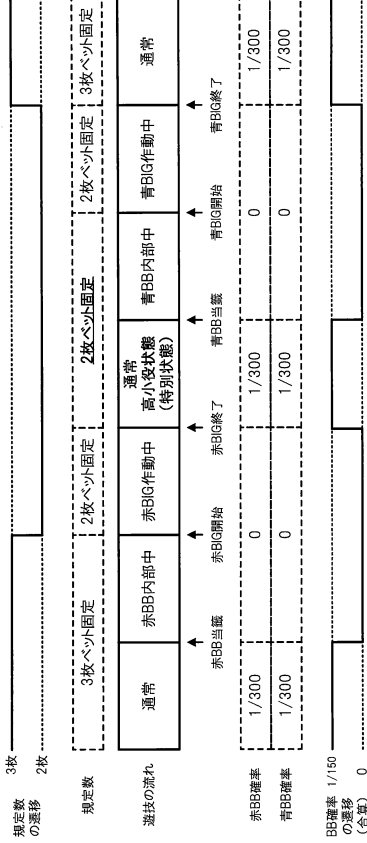 規定数
の遷移
3枚
2枚
規定数
3枚ベット固定
2枚ベット固定
2枚ベット固定
2枚ベット固定
3枚ベット固定
遊技の流れ
通常
赤BB内部中
赤BIG作動中
通常
高小役状態
(特別状態)
青BB内部中
青BIG作動中
通常
赤BB当籤
赤BIG開始
赤BIG終了
青BB当籤
青BIG開始
青BIG終了
赤BB確率
1/300
0
1/300
0
1/300
青BB確率
1/300
0
1/300
0
1/300
BB確率
の遷移
(合算)
1/150
0